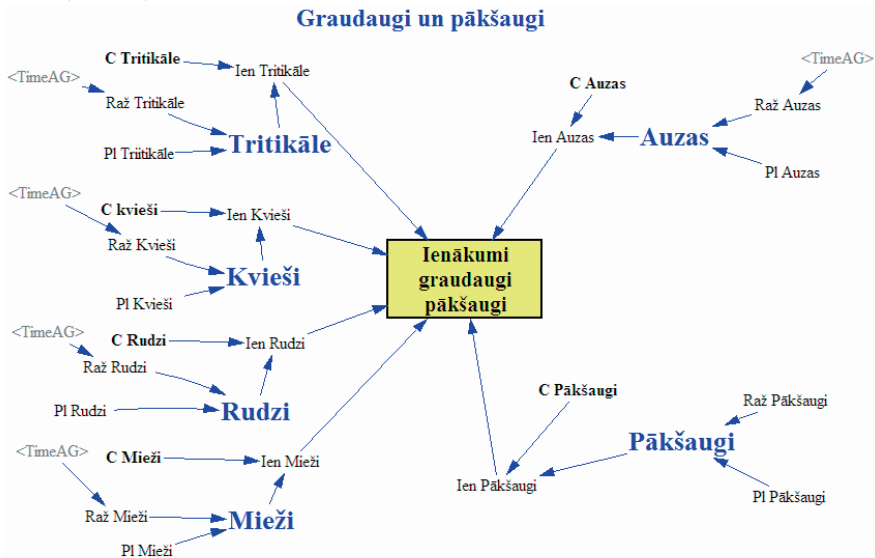 Graudaugi un pākšaugi
C Tritikāle
Ien Tritikāle
<TimeAG>
Raž Tritikāle
Pl Triitikāle
Tritikāle
<TimeAG>
C Auzas
Raž Auzas
Ien Auzas
Auzas
Pl Auzas
<TimeAG>
C kvieši
Ien Kvieši
Raž Kvieši
Kvieši
Pl Kvieši
Ienākumi
graudaugi
pākšaugi
<TimeAG>
C Rudzi
Ien Rudzi
Raž Rudzi
Pl Rudzi
Rudzi
<TimeAG>
C Mieži
Ien Mieži
Raž Mieži
Mieži
Pl Mieži
C Pākšaugi
Raž Pākšaugi
Pākšaugi
Ien Pākšaugi
Pl Pākšaugi